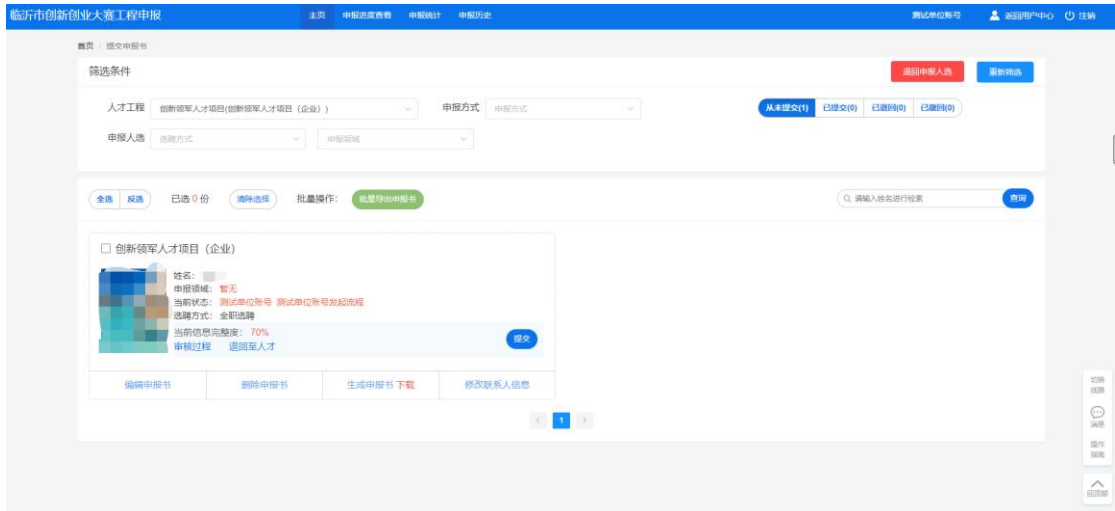 临沂市创新创业大赛工程申报 主页 申报进度查看 申报统计 申报历史 测试单位账号 返回用户中心 注销
首页 / 提交申报书
筛选条件 退回申报人选 重新筛选
人才工程 创新领军人才项目(创新领军人才项目（企业）) 申报方式 申报方式 从未提交(1) 已提交(0) 已退回(0) 已撤回(0)
申报人选 选聘方式 申报领域
全选 反选 已选 0 份 清除选择 批量操作： 批量导出申报书 请输入姓名进行检索 查询
创新领军人才项目（企业）
姓名：
申报领域： 暂无
当前状态： 测试单位账号 测试单位账号发起流程
选聘方式： 全职选聘
当前信息完整度： 70% 提交
审核过程 退回至人才
编辑申报书 删除申报书 生成申报书 下载 修改联系人信息
< 1 >
切换
消息
操作
指南
回顶部